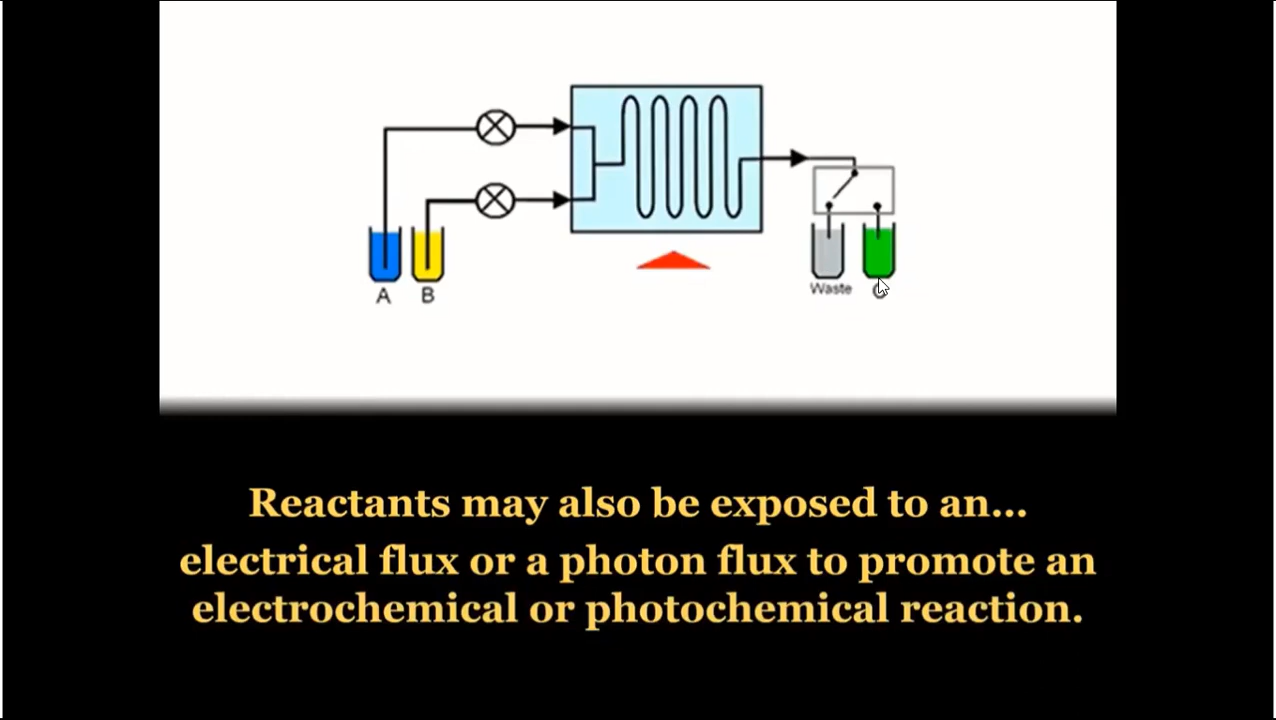 A B
Waste
Reactants may also be exposed to an...
electrical flux or a photon flux to promote an
electrochemical or photochemical reaction.